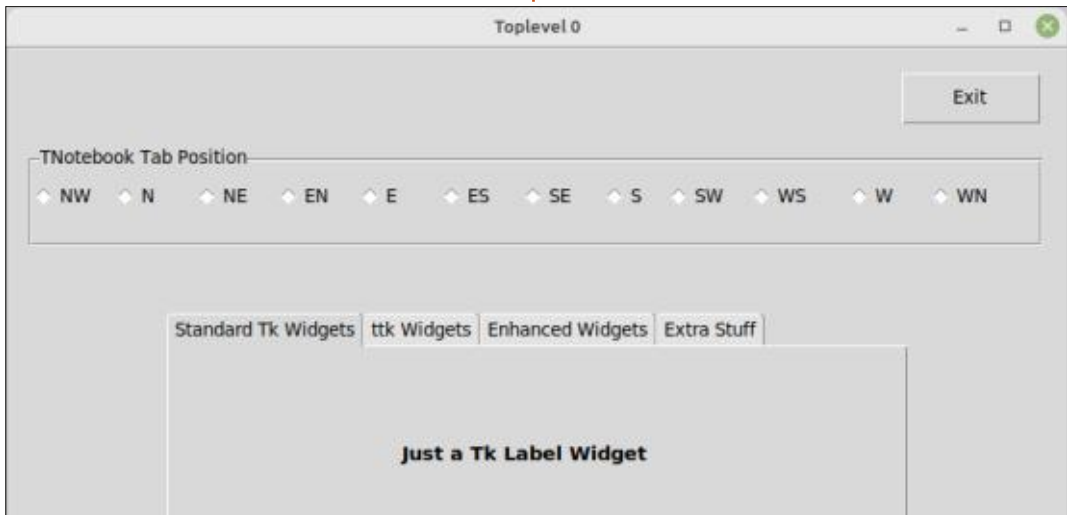 Toplevel 0
Exit
TNotebook Tab Position
NW N NE EN E ES SE S SW WS W WN
Standard Tk Widgets ttk Widgets Enhanced Widgets Extra Stuff
Just a Tk Label Widget